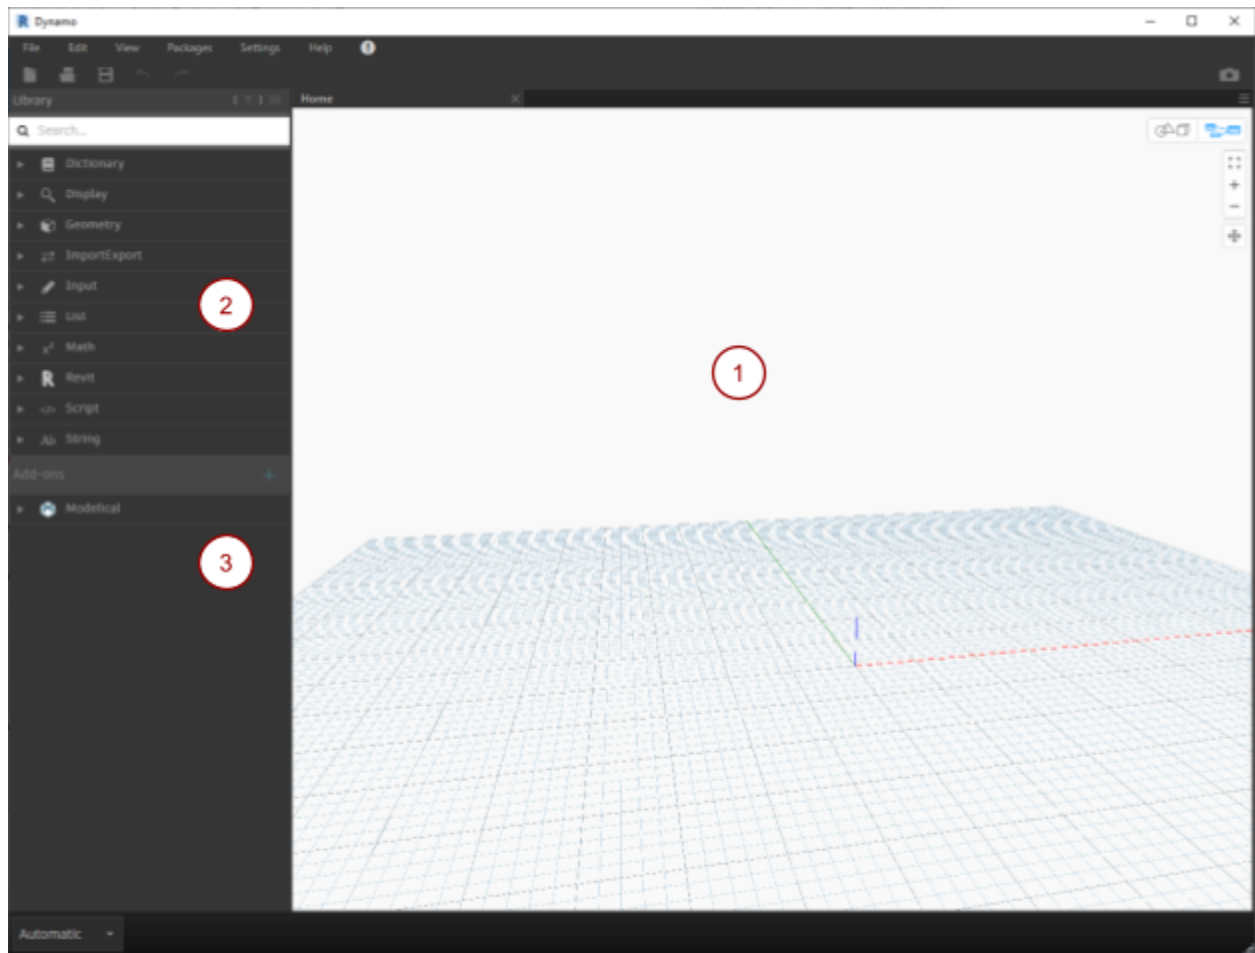 Dynamo
File Edit View Packages Settings Help
Library
Home
Search...
Dictionary
Display
Geometry
ImportExport
Input
List
Math
Revit
Script
String
Add-ons
Modelical
Automatic
1
2
3